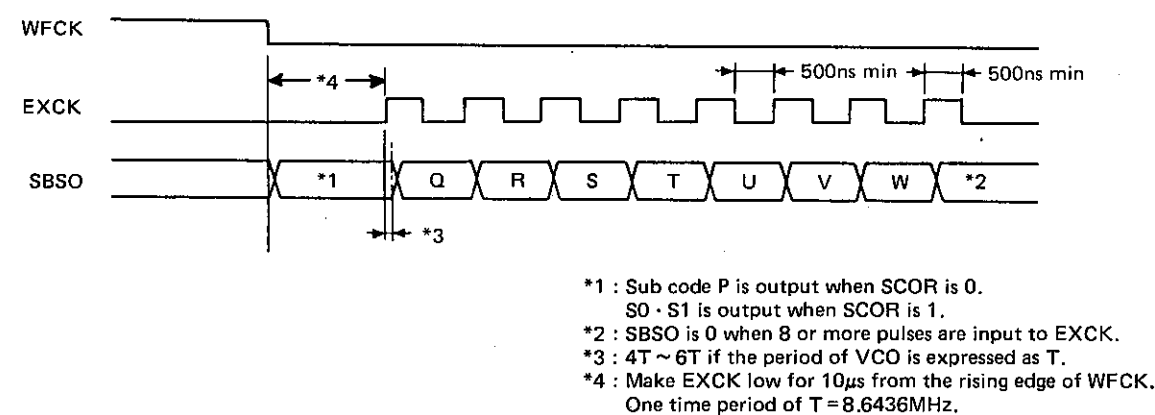 WFCK
*4
500ns min
500ns min
EXCK
SBSO
*1
Q
R
S
T
U
V
W
*2
*3
*1 : Sub code P is output when SCOR is 0.
S0 · S1 is output when SCOR is 1.
*2 : SBSO is 0 when 8 or more pulses are input to EXCK.
*3 : 4T ~ 6T if the period of VCO is expressed as T.
*4 : Make EXCK low for 10µs from the rising edge of WFCK.
One time period of T = 8.6436MHz.